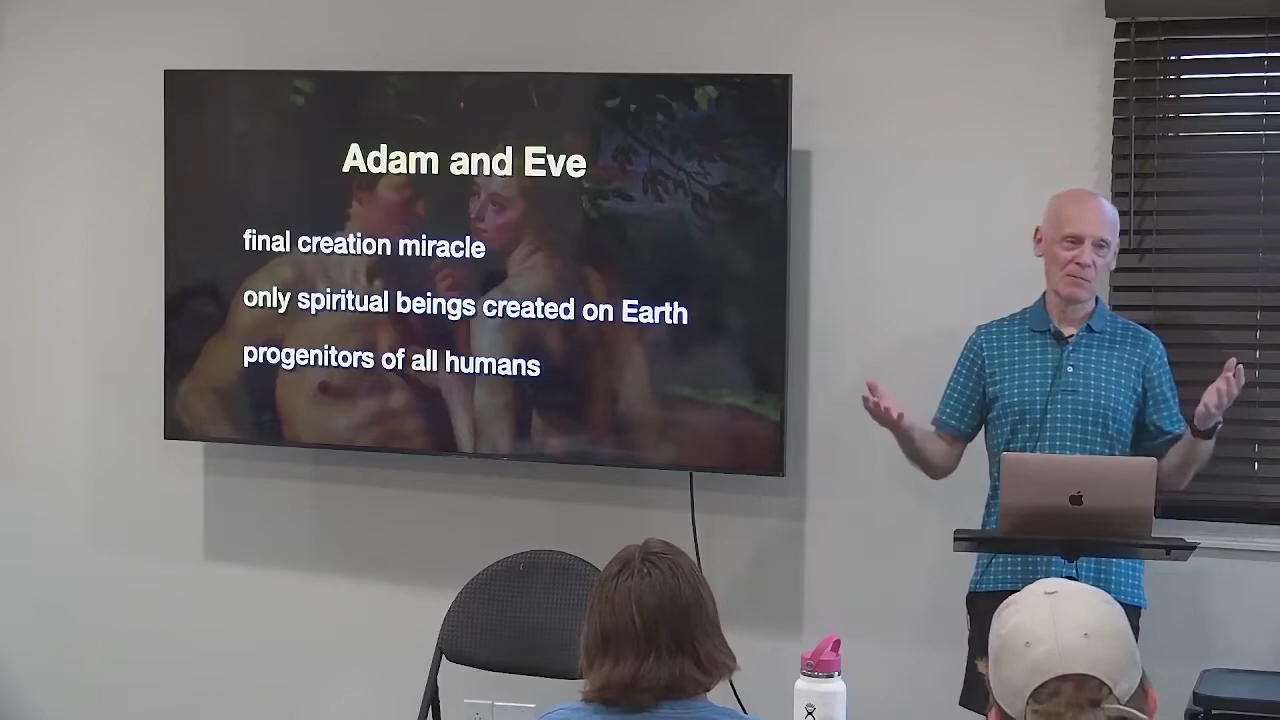 Adam and Eve
final creation miracle
only spiritual beings created on Earth
progenitors of all humans